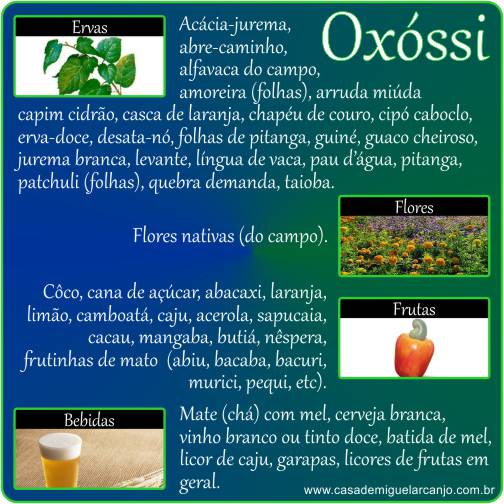 Ervas
Oxóssi
Acácia-jurema,
abre-caminho,
alfavaca do campo,
amoreira (folhas), arruda miúda
capim cidrão, casca de laranja, chapéu de couro, cipó caboclo,
erva-doce, desata-nó, folhas de pitanga, guiné, guaco cheiroso,
jurema branca, levante, língua de vaca, pau d'água, pitanga,
patchuli (folhas), quebra demanda, taioba.
Flores
Flores nativas (do campo).
Côco, cana de açúcar, abacaxi, laranja,
limão, camboatá, caju, acerola, sapucaia,
cacau, mangaba, butiá, nêspera,
frutinhas de mato (abiu, bacaba, bacuri,
murici, pequi, etc).
Frutas
Bebidas
Mate (chá) com mel, cerveja branca,
vinho branco ou tinto doce, batida de mel,
licor de caju, garapas, licores de frutas em
geral.
www.casademiguelarcanjo.com.br